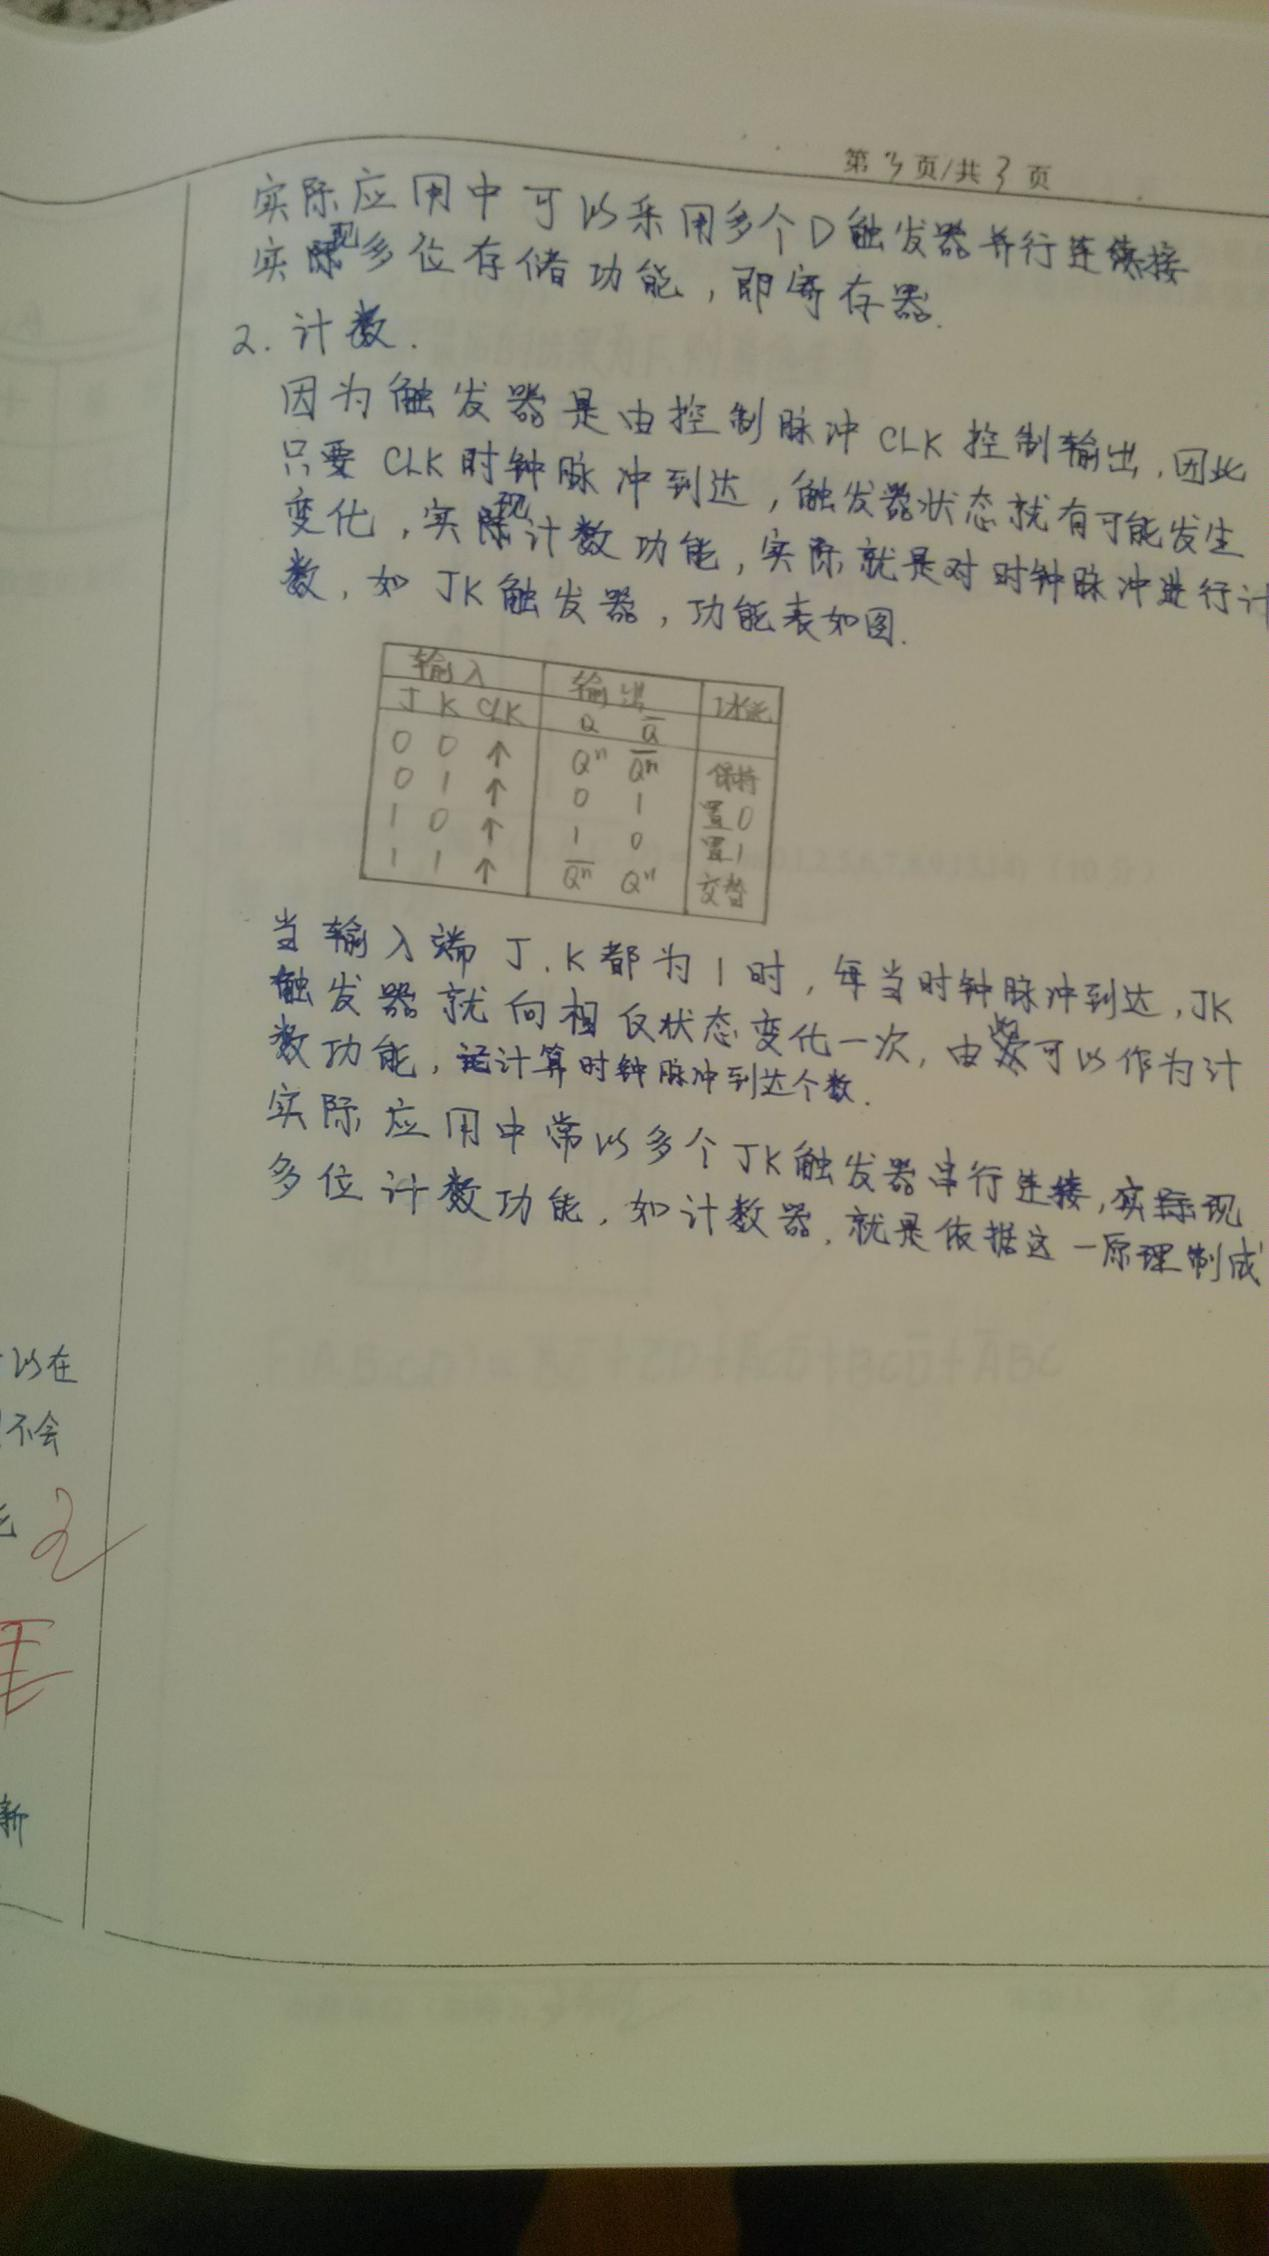 第3页/共3页
实际应用中可以采用多个D触发器并行连接
实现多位存储功能，即寄存器.
2. 计数.
因为触发器是由控制脉冲CLK控制输出,因此
只要CLK时钟脉冲到达,触发器状态就有可能发生
变化,实现计数功能,实际就是对时钟脉冲进行计
数,如JK触发器,功能表如图.
输入 输出 功能
J K CLK Q Q̅
0 0 ↑ Qⁿ Q̅ⁿ 保持
0 1 ↑ 0 1 置0
1 0 ↑ 1 0 置1
1 1 ↑ Q̅ⁿ Qⁿ 交替
当输入端J.K都为1时,每当时钟脉冲到达,JK
触发器就向相反状态变化一次,由此可以作为计
数功能,记计算时钟脉冲到达个数.
实际应用中常以多个JK触发器串行连接,实现
多位计数功能,如计数器,就是依据这一原理制成
以在
不会
2
新